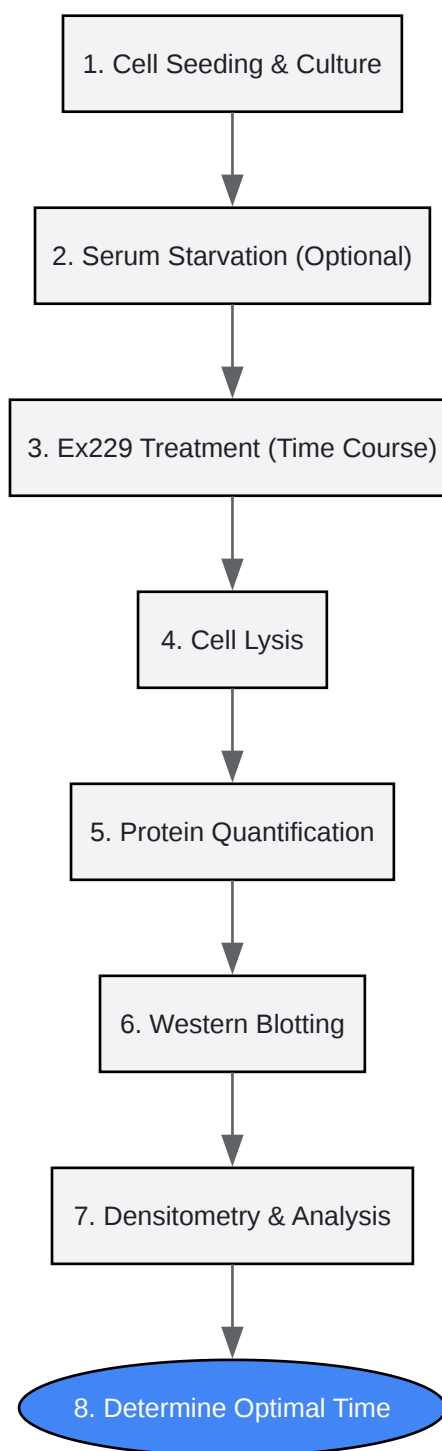 1. Cell Seeding & Culture
2. Serum Starvation (Optional)
3. Ex229 Treatment (Time Course)
4. Cell Lysis
5. Protein Quantification
6. Western Blotting
7. Densitometry & Analysis
8. Determine Optimal Time